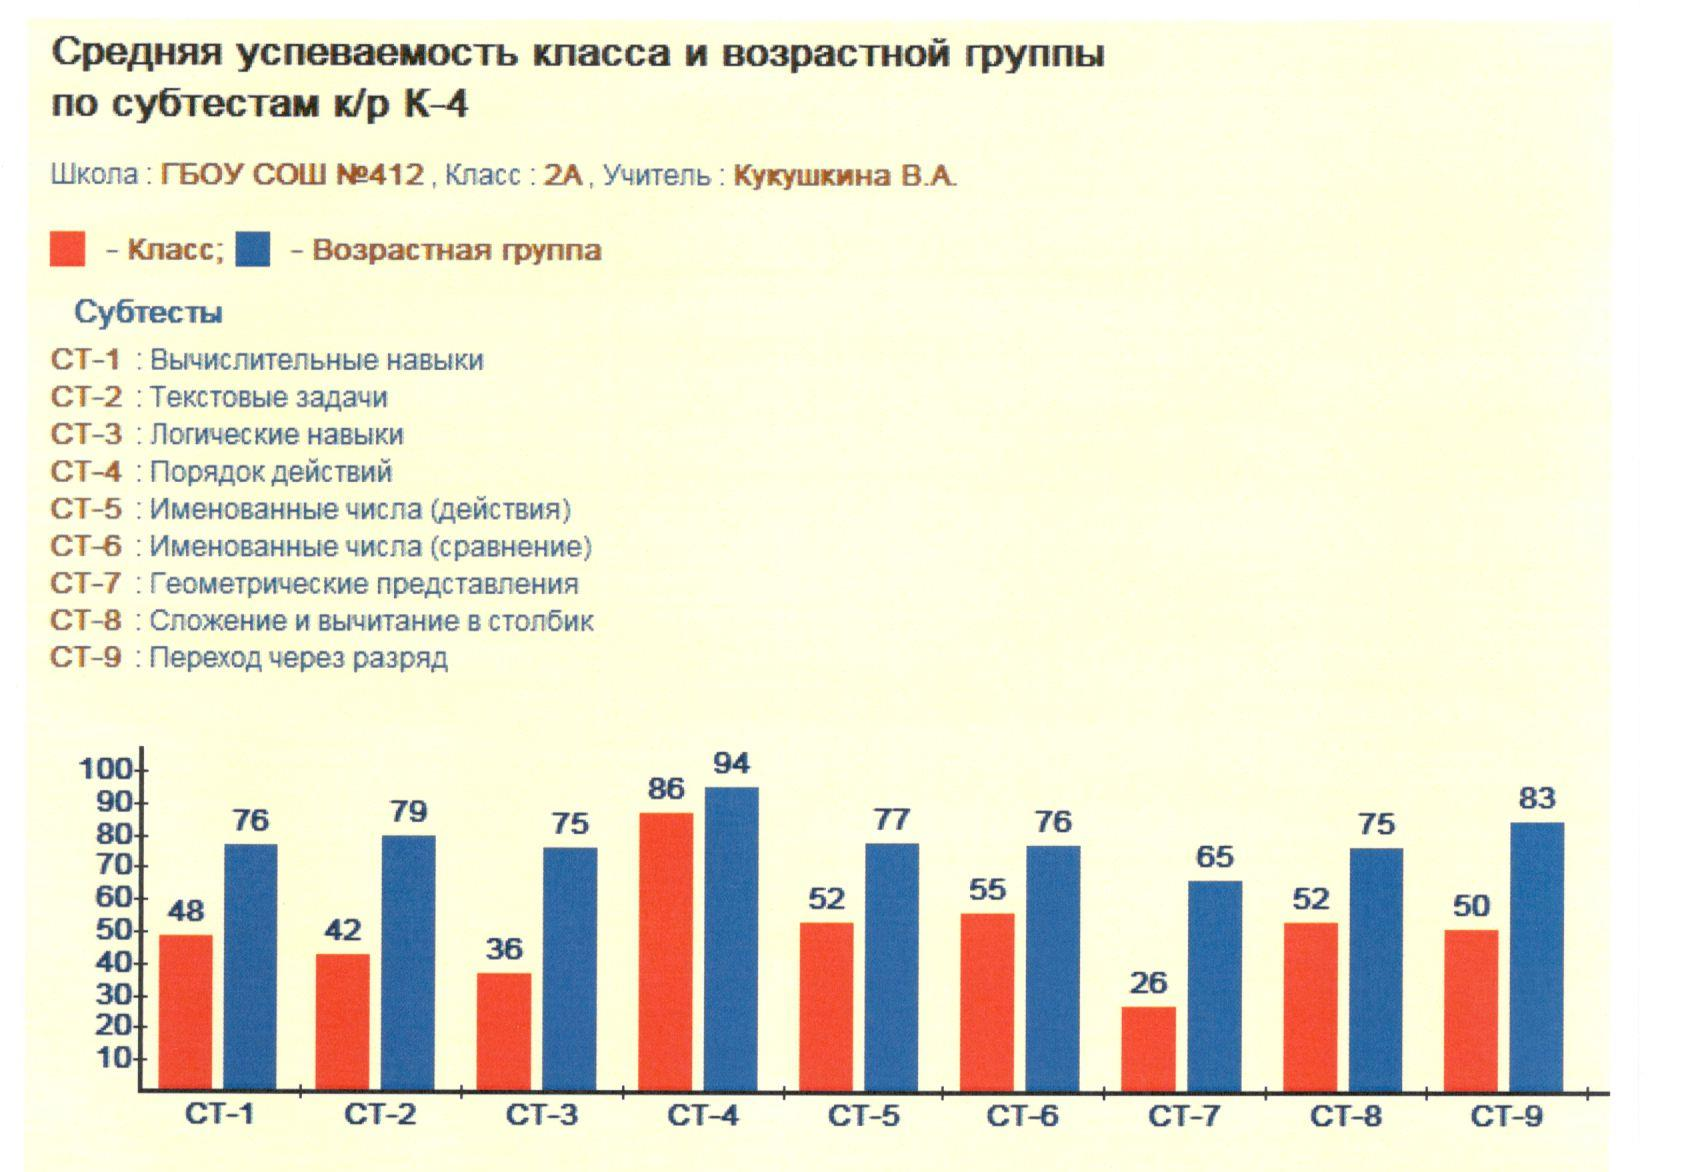 Средняя успеваемость класса и возрастной группы
по субтестам к/р К-4
Школа : ГБОУ СОШ №412 , Класс : 2А , Учитель : Кукушкина В.А.
- Класс; - Возрастная группа
Субтесты
СТ-1 : Вычислительные навыки
СТ-2 : Текстовые задачи
СТ-3 : Логические навыки
СТ-4 : Порядок действий
СТ-5 : Именованные числа (действия)
СТ-6 : Именованные числа (сравнение)
СТ-7 : Геометрические представления
СТ-8 : Сложение и вычитание в столбик
СТ-9 : Переход через разряд
100
90
80
70
60
50
40
30
20
10
48 76 42 79 36 75 86 94 52 77 55 76 26 65 52 75 50 83
СТ-1 СТ-2 СТ-3 СТ-4 СТ-5 СТ-6 СТ-7 СТ-8 СТ-9